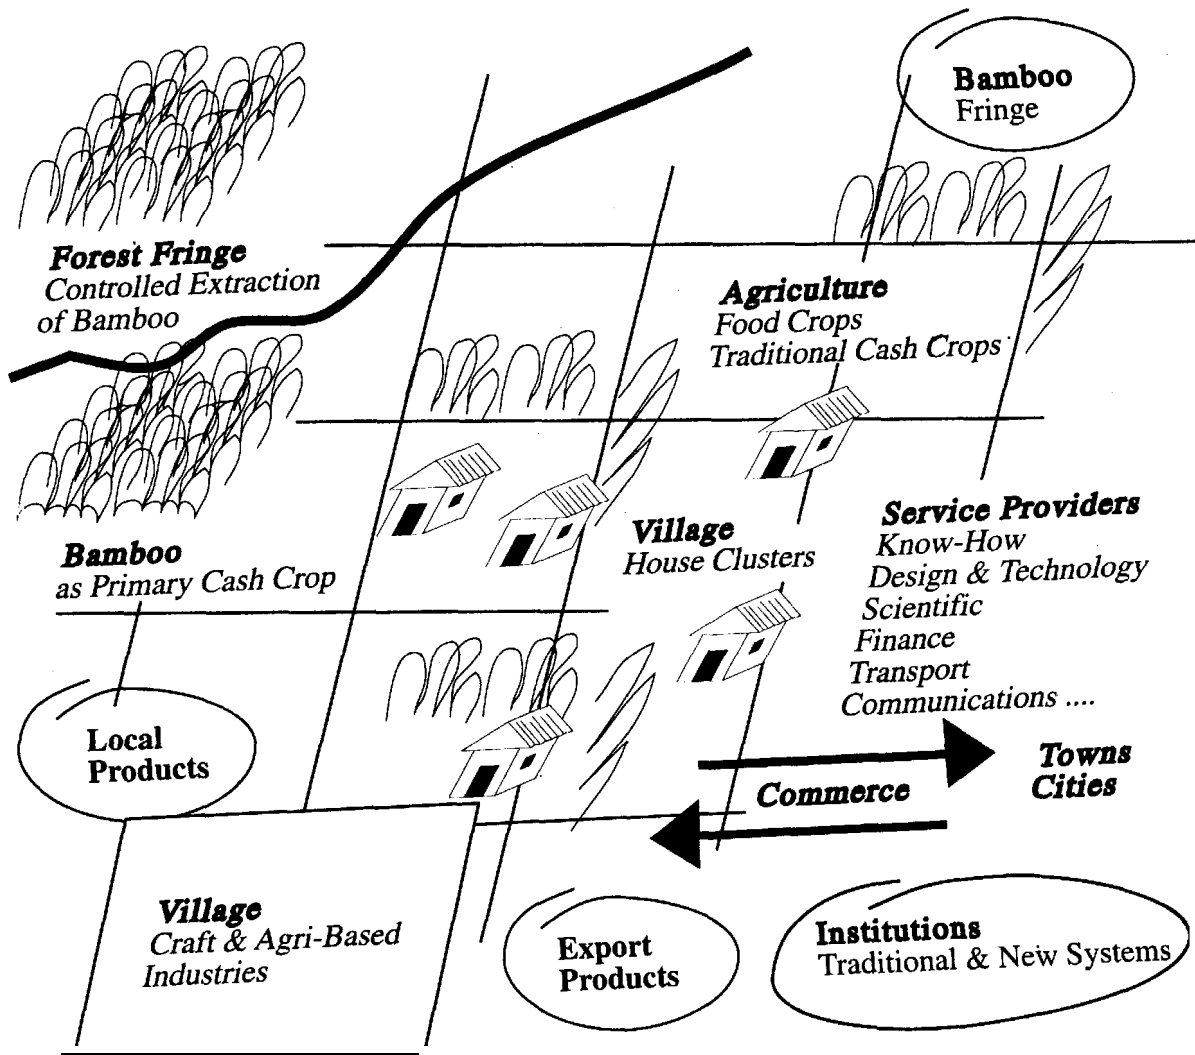 Bamboo
Fringe
Forest Fringe
Controlled Extraction
of Bamboo
Agriculture
Food Crops
Traditional Cash Crops
Bamboo
as Primary Cash Crop
Village
House Clusters
Service Providers
Know-How
Design & Technology
Scientific
Finance
Transport
Communications ....
Local
Products
Towns
Cities
Commerce
Village
Craft & Agri-Based
Industries
Export
Products
Institutions
Traditional & New Systems